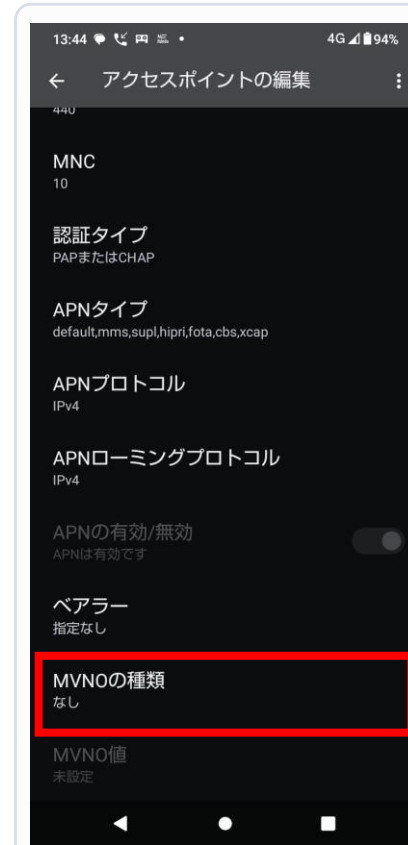 13:44
4G 94%
アクセスポイントの編集
440
MNC
10
認証タイプ
PAPまたはCHAP
APNタイプ
default,mms,supl,hipri,fota,cbs,xcap
APNプロトコル
IPv4
APNローミングプロトコル
IPv4
APNの有効/無効
APNは有効です
ベアラー
指定なし
MVNOの種類
なし
MVNO値
未設定